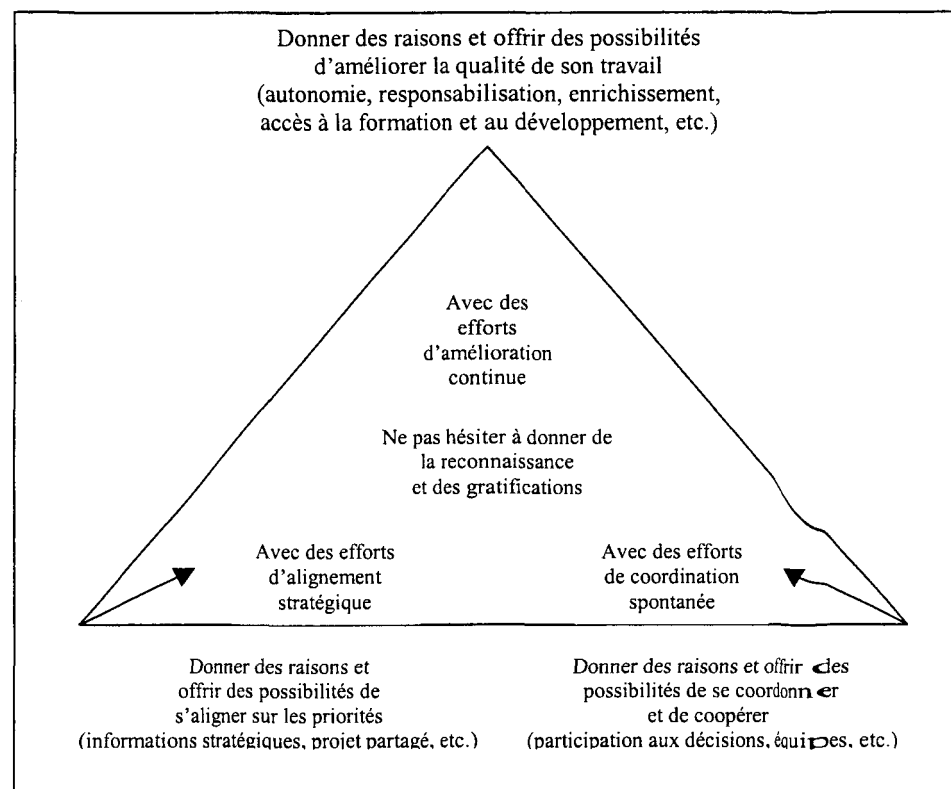 Donner des raisons et offrir des possibilités
d'améliorer la qualité de son travail
(autonomie, responsabilisation, enrichissement,
accès à la formation et au développement, etc.)
Avec des
efforts
d'amélioration
continue
Ne pas hésiter à donner de
la reconnaissance
et des gratifications
Avec des efforts
d'alignement
stratégique
Avec des efforts
de coordination
spontanée
Donner des raisons et
offrir des possibilités de
s'aligner sur les priorités
(informations stratégiques, projet partagé, etc.)
Donner des raisons et offrir des
possibilités de se coordonner
et de coopérer
(participation aux décisions, équipes, etc.)